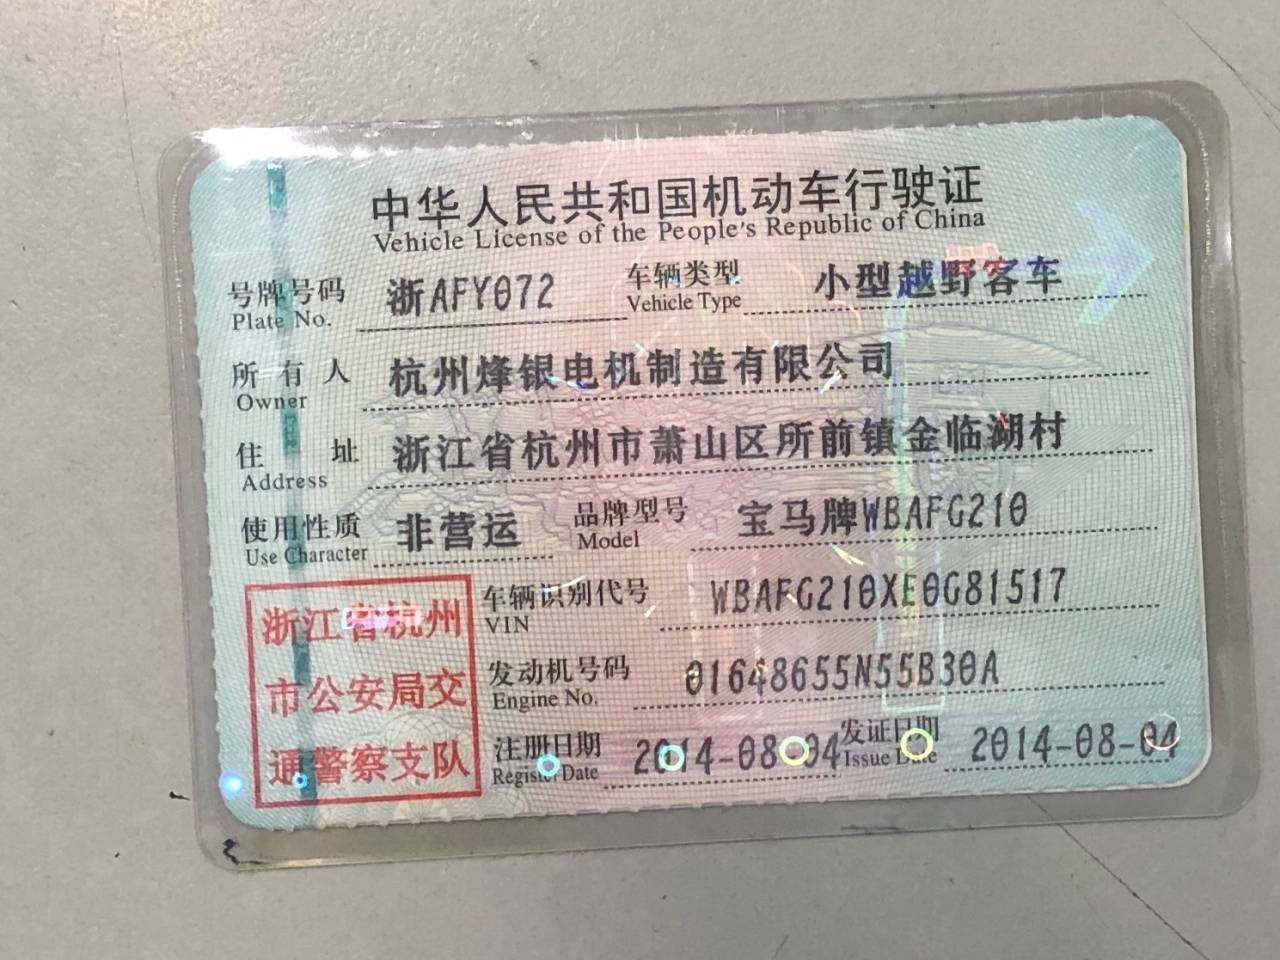 中华人民共和国机动车行驶证
Vehicle License of the People's Republic of China
号牌号码 浙AFY072 车辆类型 小型越野客车
Plate No. Vehicle Type
所有人 杭州烽银电机制造有限公司
Owner
住址 浙江省杭州市萧山区所前镇金临湖村
Address
使用性质 非营运 品牌型号 宝马牌WBAFG210
Use Character Model
浙江省杭州
市公安局交
通警察支队
车辆识别代号 WBAFG210XE0G81517
VIN
发动机号码 01648655N55B30A
Engine No.
注册日期 2014-08-04 发证日期 2014-08-04
Register Date Issue Date